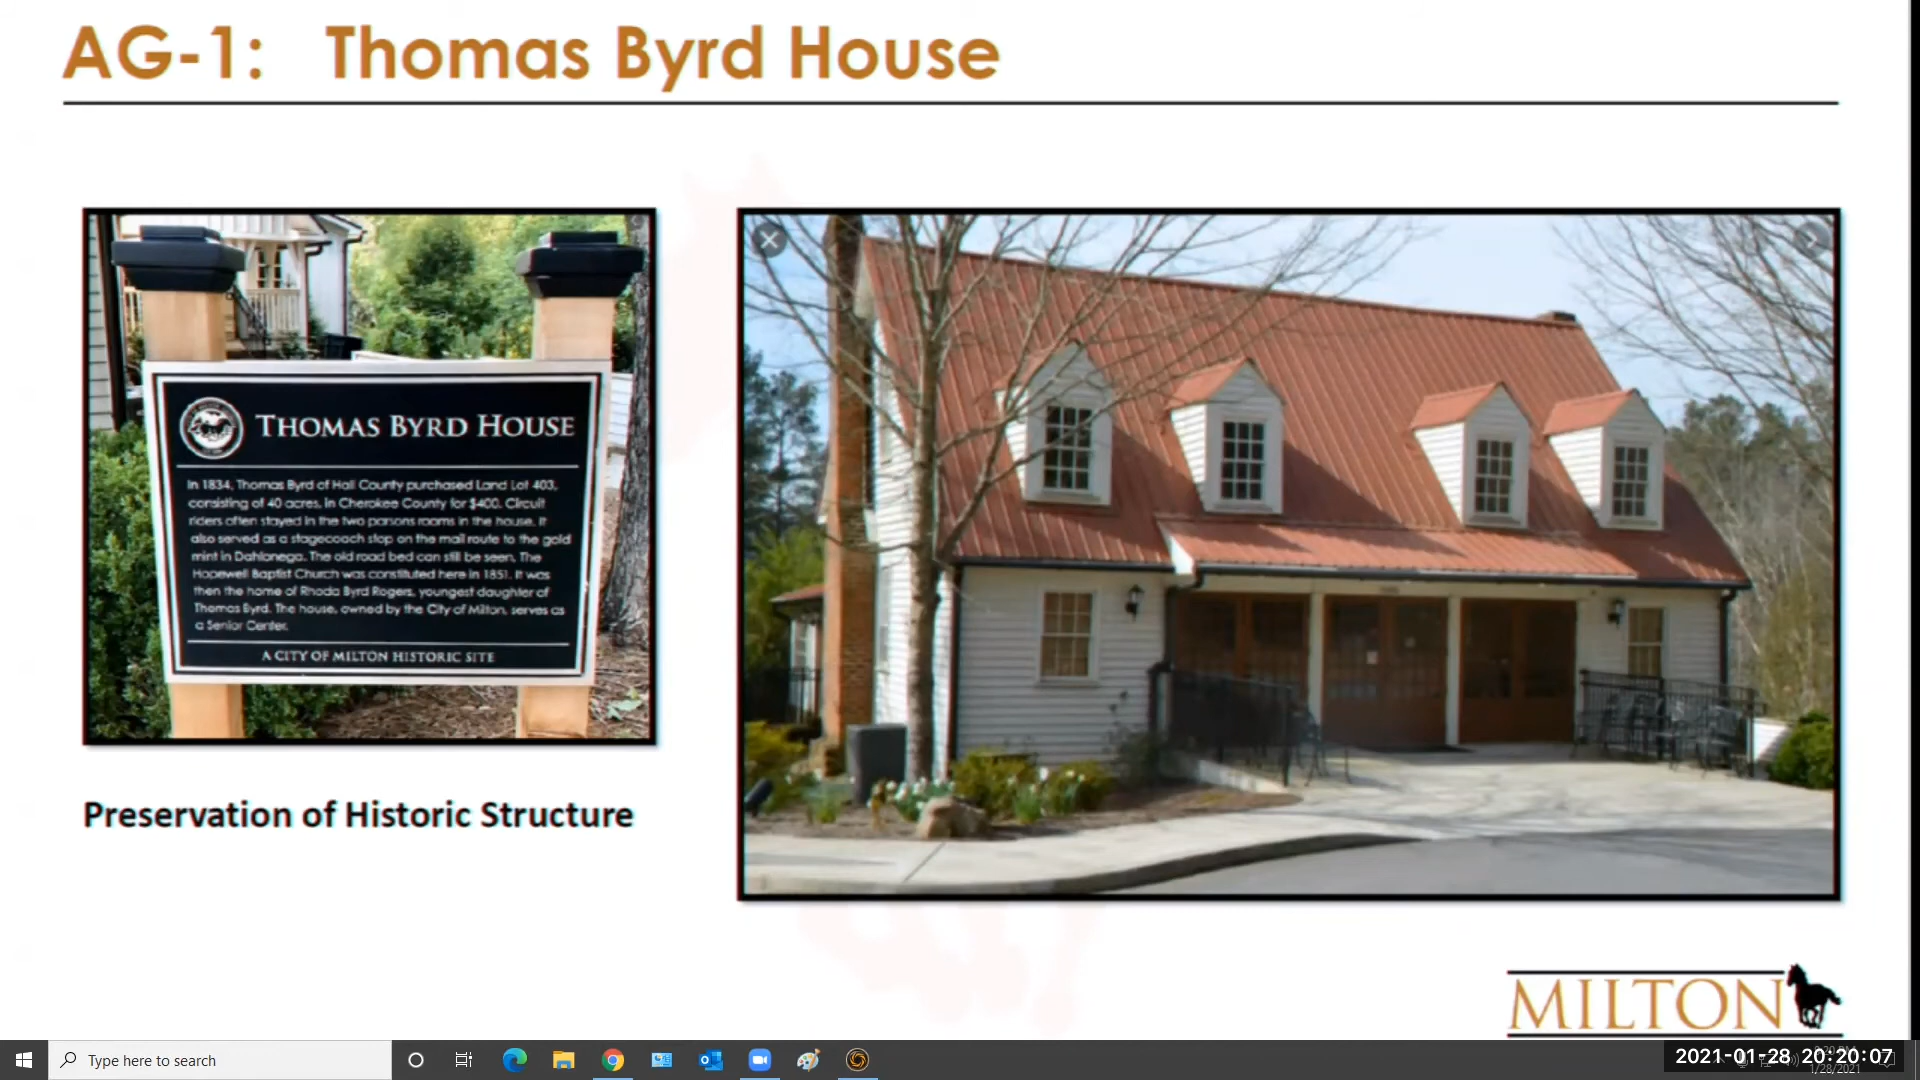 AG-1: Thomas Byrd House
THOMAS BYRD HOUSE
In 1834, Thomas Byrd of Hall County purchased Land Lot 403,
consisting of 40 acres, in Cherokee County for $400. Circuit
riders often stayed in the two parsons rooms in the house. It
also served as a stagecoach stop on the mail route to the gold
mint in Dahlonega. The old road bed can still be seen. The
Hopewell Baptist Church was constituted here in 1851. It was
then the home of Rhoda Byrd Rogers, youngest daughter of
Thomas Byrd. The house, owned by the City of Milton, serves as
a Senior Center.
A CITY OF MILTON HISTORIC SITE
Preservation of Historic Structure
MILTON
Type here to search
2021-01-28 20:20:07
1/28/2021